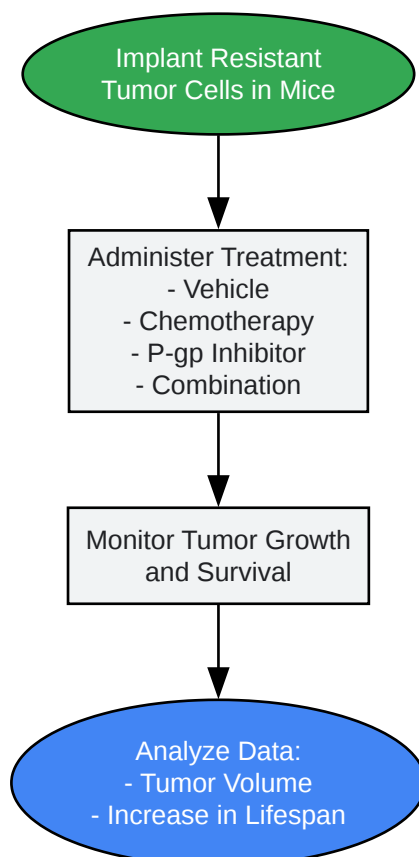 Implant Resistant
Tumor Cells in Mice
Administer Treatment:
- Vehicle
- Chemotherapy
- P-gp Inhibitor
- Combination
Monitor Tumor Growth
and Survival
Analyze Data:
- Tumor Volume
- Increase in Lifespan